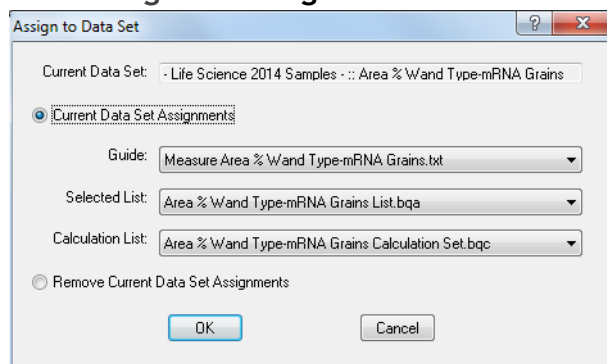 Assign to Data Set
Current Data Set: - Life Science 2014 Samples - :: Area % Wand Type-mRNA Grains
Current Data Set Assignments
Guide: Measure Area % Wand Type-mRNA Grains.txt
Selected List: Area % Wand Type-mRNA Grains List.bqa
Calculation List: Area % Wand Type-mRNA Grains Calculation Set.bqc
Remove Current Data Set Assignments
OK Cancel